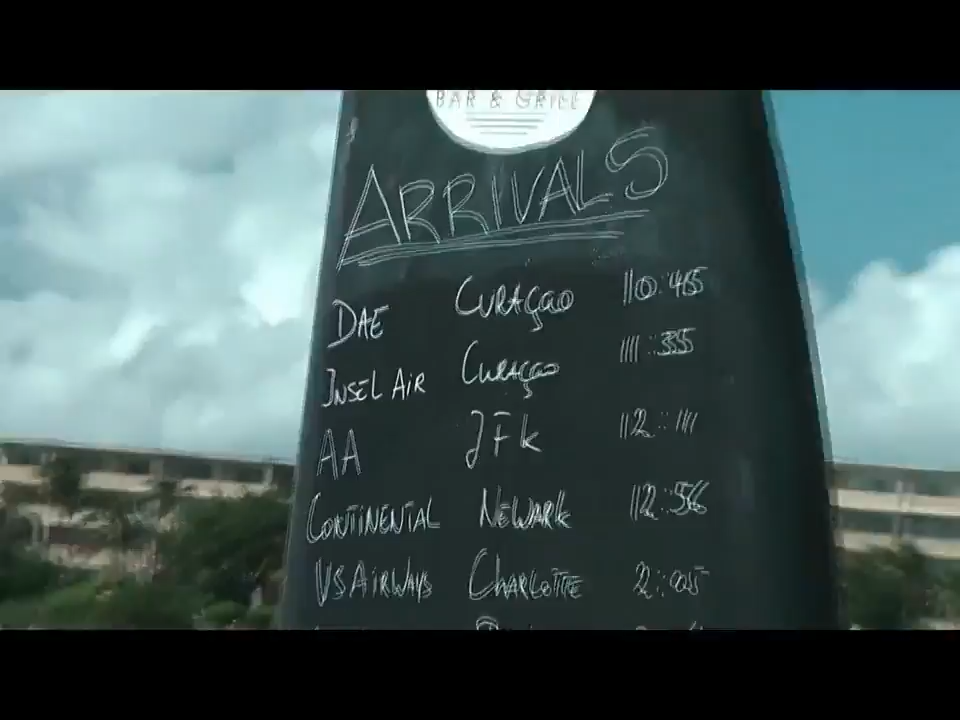 BAR & GRILL
ARRIVALS
DAE CURAÇAO 10:45
INSEL AIR CURAÇAO 11:35
AA JFK 12:11
CONTINENTAL NEWARK 12:56
US AIRWAYS CHARLOTTE 2:05